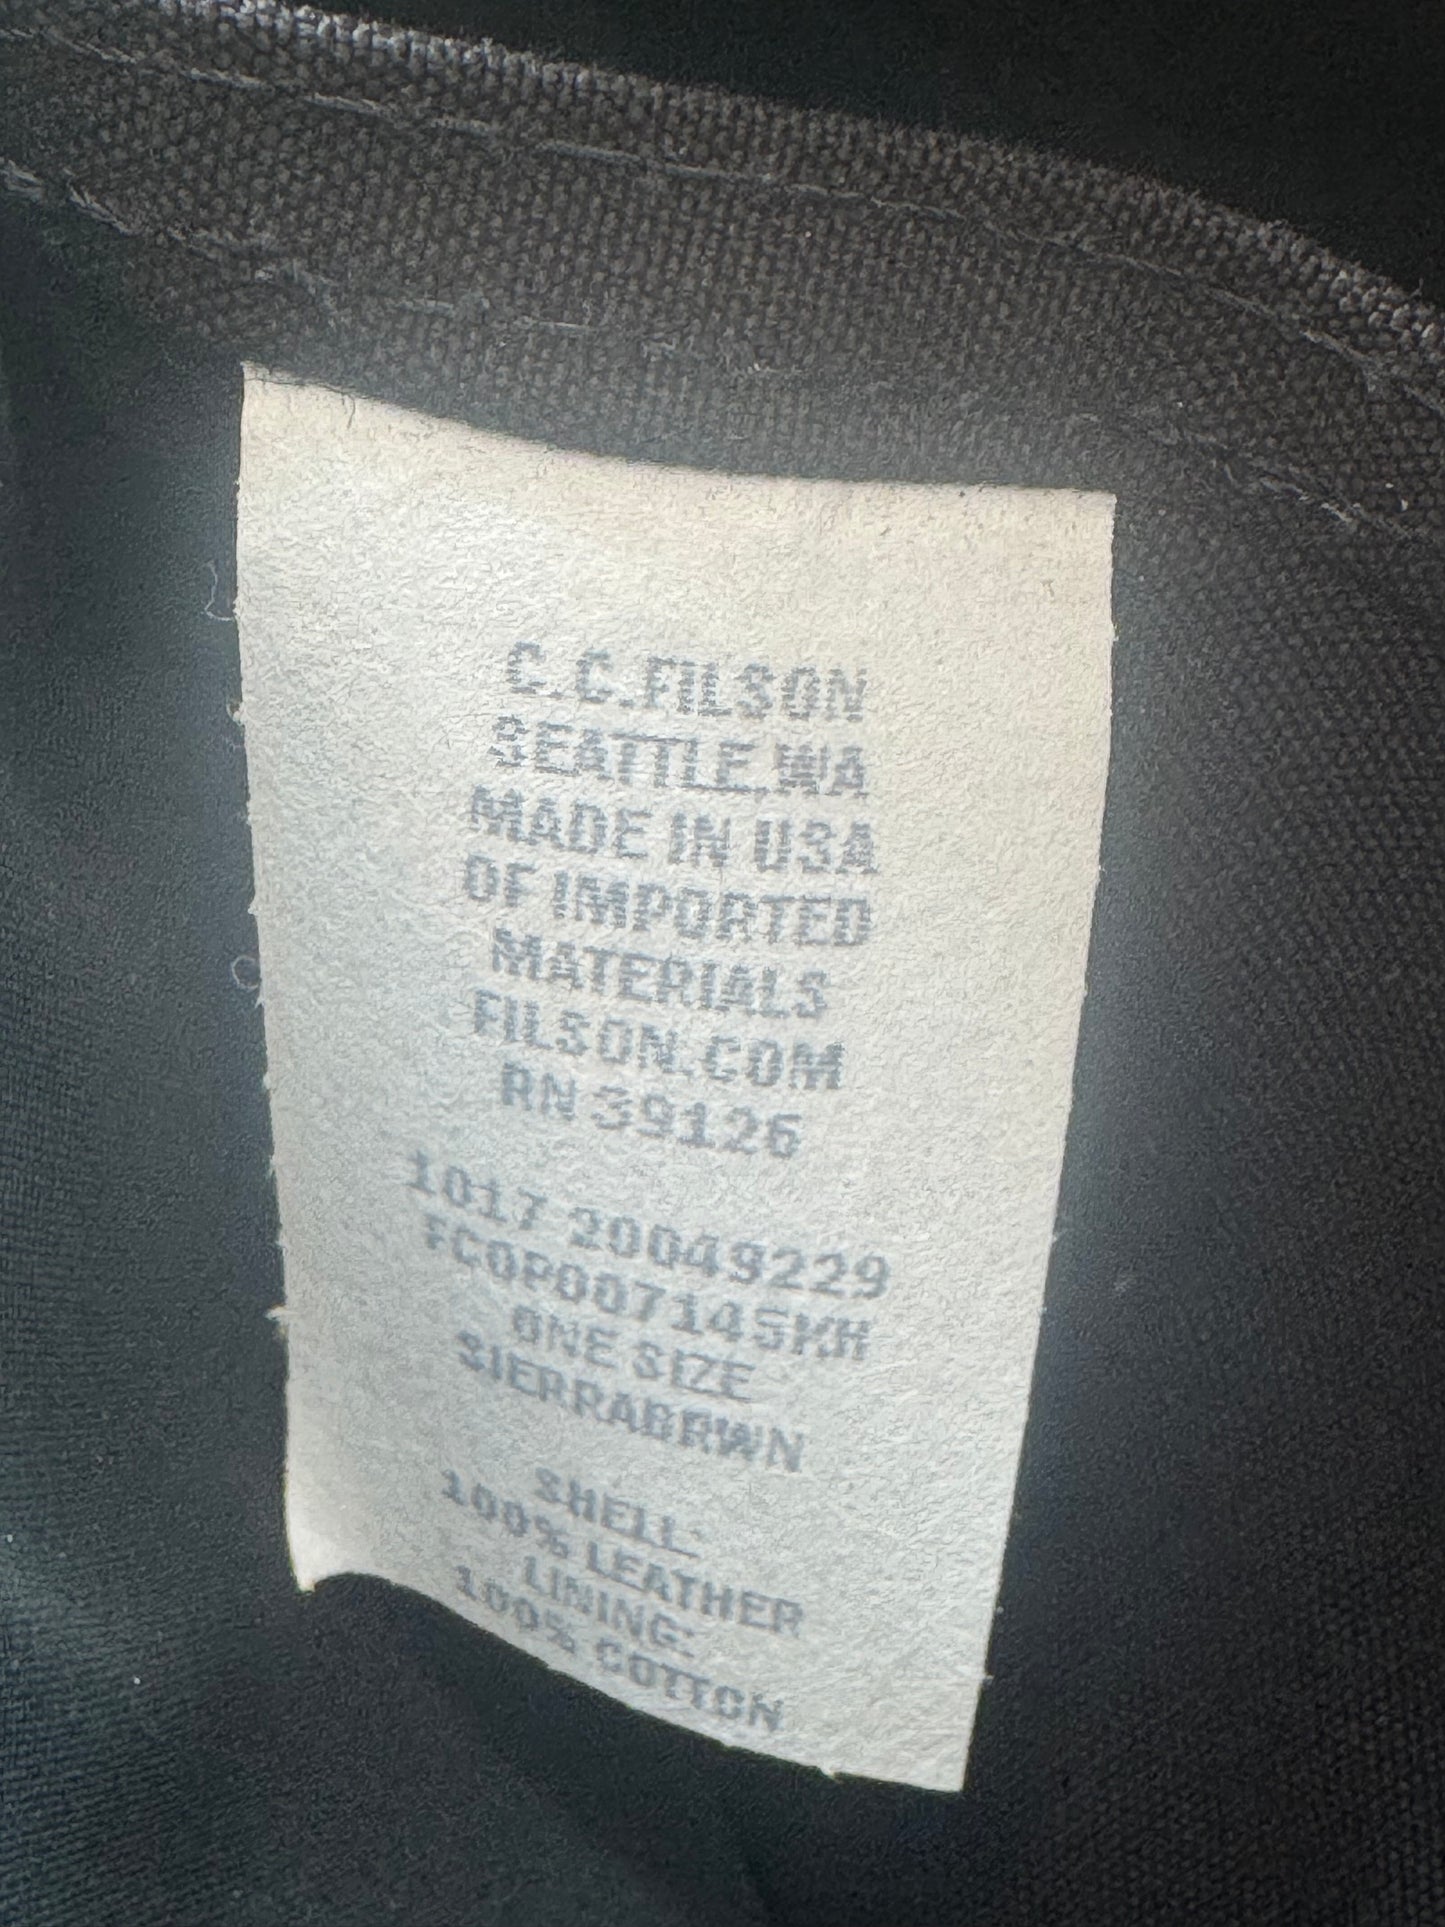 C.C.FILSON
SEATTLE,WA
MADE IN USA
OF IMPORTED
MATERIALS
FILSON.COM
RN 39126
1017 20049229
FCOP007145MH
ONE SIZE
SIERRABRWN
SHELL:
100% LEATHER
LINING:
100% COTTON